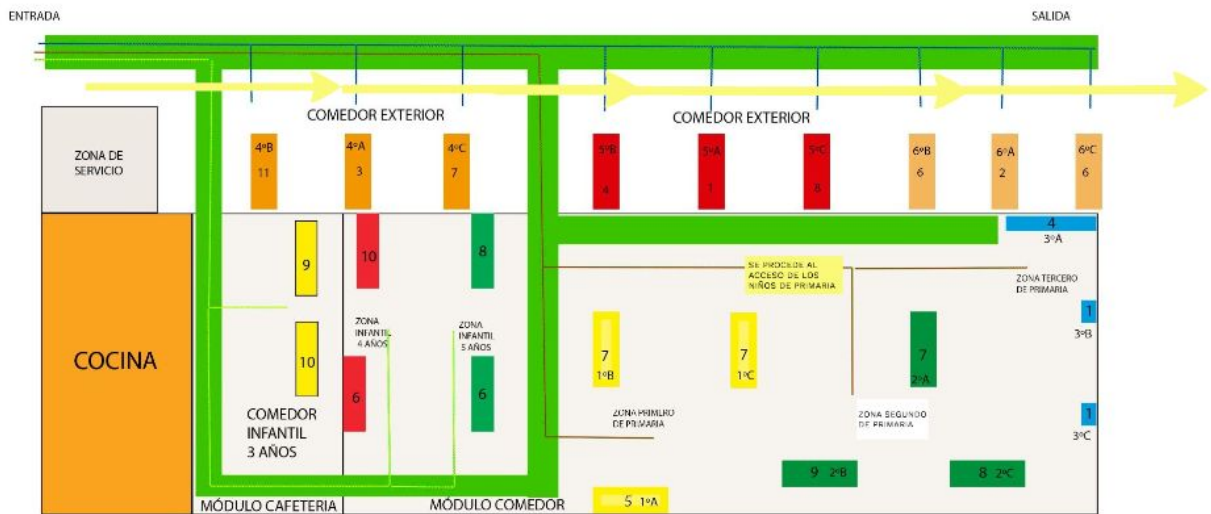 ENTRADA
SALIDA
COMEDOR EXTERIOR
COMEDOR EXTERIOR
ZONA DE
SERVICIO
4ºB
11
4ºA
3
4ºC
7
5ºB
4
5ºA
1
5ºC
8
6ºB
6
6ºA
2
6ºC
6
COCINA
9
10
COMEDOR
INFANTIL
3 AÑOS
10
ZONA
INFANTIL
4 AÑOS
6
8
ZONA
INFANTIL
5 AÑOS
6
SE PROCEDE AL
ACCESO DE LOS
NIÑOS DE PRIMARIA
4
3ºA
ZONA TERCERO
DE PRIMARIA
1
3ºB
1
3ºC
7
1ºB
7
1ºC
7
2ºA
ZONA PRIMERO
DE PRIMARIA
ZONA SEGUNDO
DE PRIMARIA
9 2ºB
8 2ºC
5 1ºA
MÓDULO CAFETERIA
MÓDULO COMEDOR